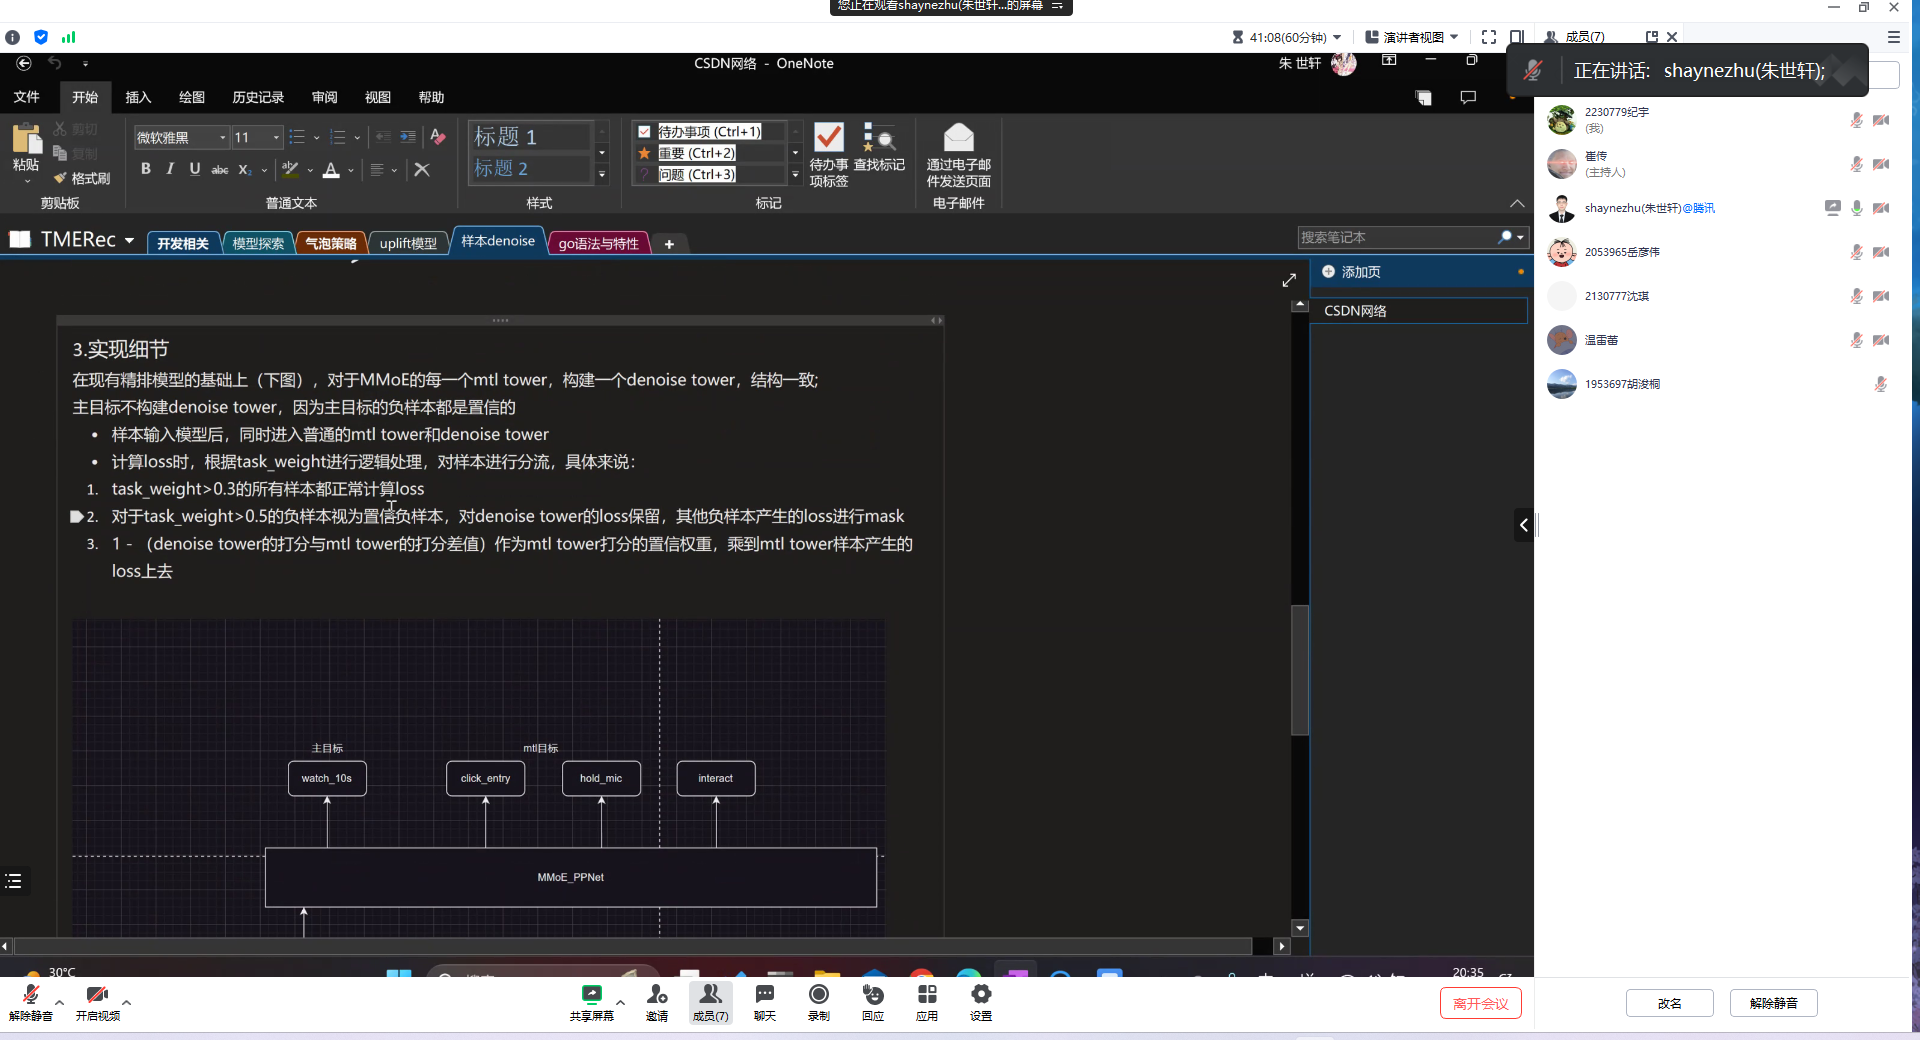 您正在观看shaynezhu(朱世轩...的屏幕
41:08(60分钟)
演讲者视图
成员(7)
CSDN网络 - OneNote
朱 世轩
正在讲话: shaynezhu(朱世轩);
文件 开始 插入 绘图 历史记录 审阅 视图 帮助
粘贴
剪切
复制
格式刷
剪贴板
微软雅黑 11
B I U abc X₂ A
普通文本
标题 1
标题 2
样式
待办事项 (Ctrl+1)
重要 (Ctrl+2)
问题 (Ctrl+3)
待办事项标签
查找标记
标记
通过电子邮件发送页面
电子邮件
TMERec
开发相关 模型探索 气泡策略 uplift模型 样本denoise go语法与特性 +
搜索笔记本
添加页
CSDN网络
3.实现细节
在现有精排模型的基础上（下图），对于MMoE的每一个mtl tower，构建一个denoise tower，结构一致;
主目标不构建denoise tower，因为主目标的负样本都是置信的
• 样本输入模型后，同时进入普通的mtl tower和denoise tower
• 计算loss时，根据task_weight进行逻辑处理，对样本进行分流，具体来说：
1. task_weight>0.3的所有样本都正常计算loss
2. 对于task_weight>0.5的负样本视为置信负样本，对denoise tower的loss保留，其他负样本产生的loss进行mask
3. 1 - （denoise tower的打分与mtl tower的打分差值）作为mtl tower打分的置信权重，乘到mtl tower样本产生的
loss上去
主目标 mtl目标
watch_10s click_entry hold_mic interact
MMoE_PPNet
2230779纪宇
(我)
崔传
(主持人)
shaynezhu(朱世轩)@腾讯
2053965岳彦伟
2130777沈琪
温雷苗
1953697胡浚桐
30°C
20:35
解除静音 开启视频 共享屏幕 邀请 成员(7) 聊天 录制 回应 应用 设置
离开会议
改名 解除静音